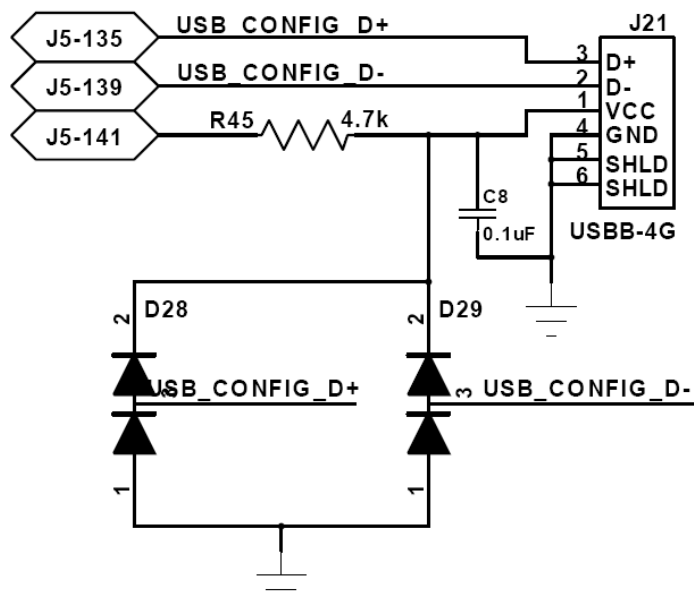 J21
J5-135 USB_CONFIG_D+ 3 D+
J5-139 USB_CONFIG_D- 2 D-
1 VCC
J5-141 R45 4.7k 4 GND
5 SHLD
6 SHLD
C8
0.1uF USBB-4G
2 D28 2 D29
3 USB_CONFIG_D+ 3 USB_CONFIG_D-
1 1